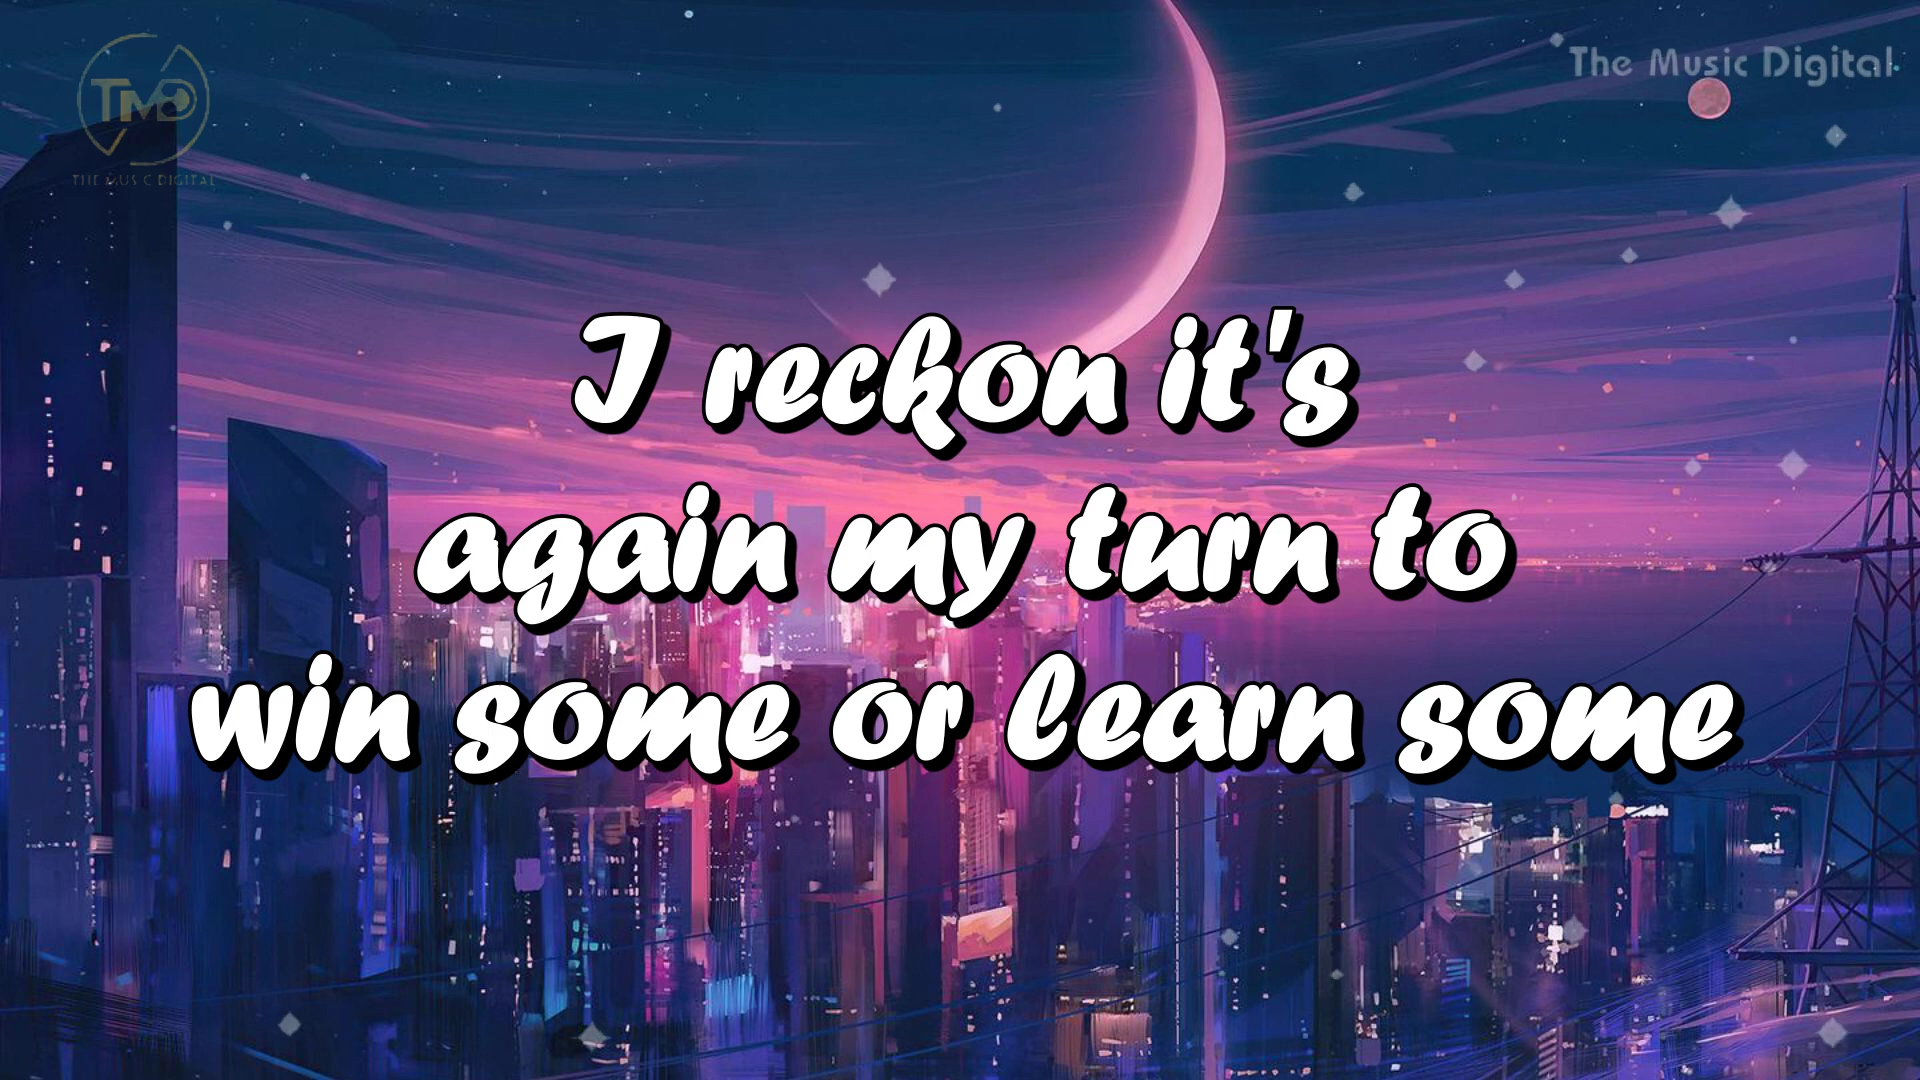 TMD
THE MUSIC DIGITAL
The Music Digital
I reckon it's
again my turn to
win some or learn some